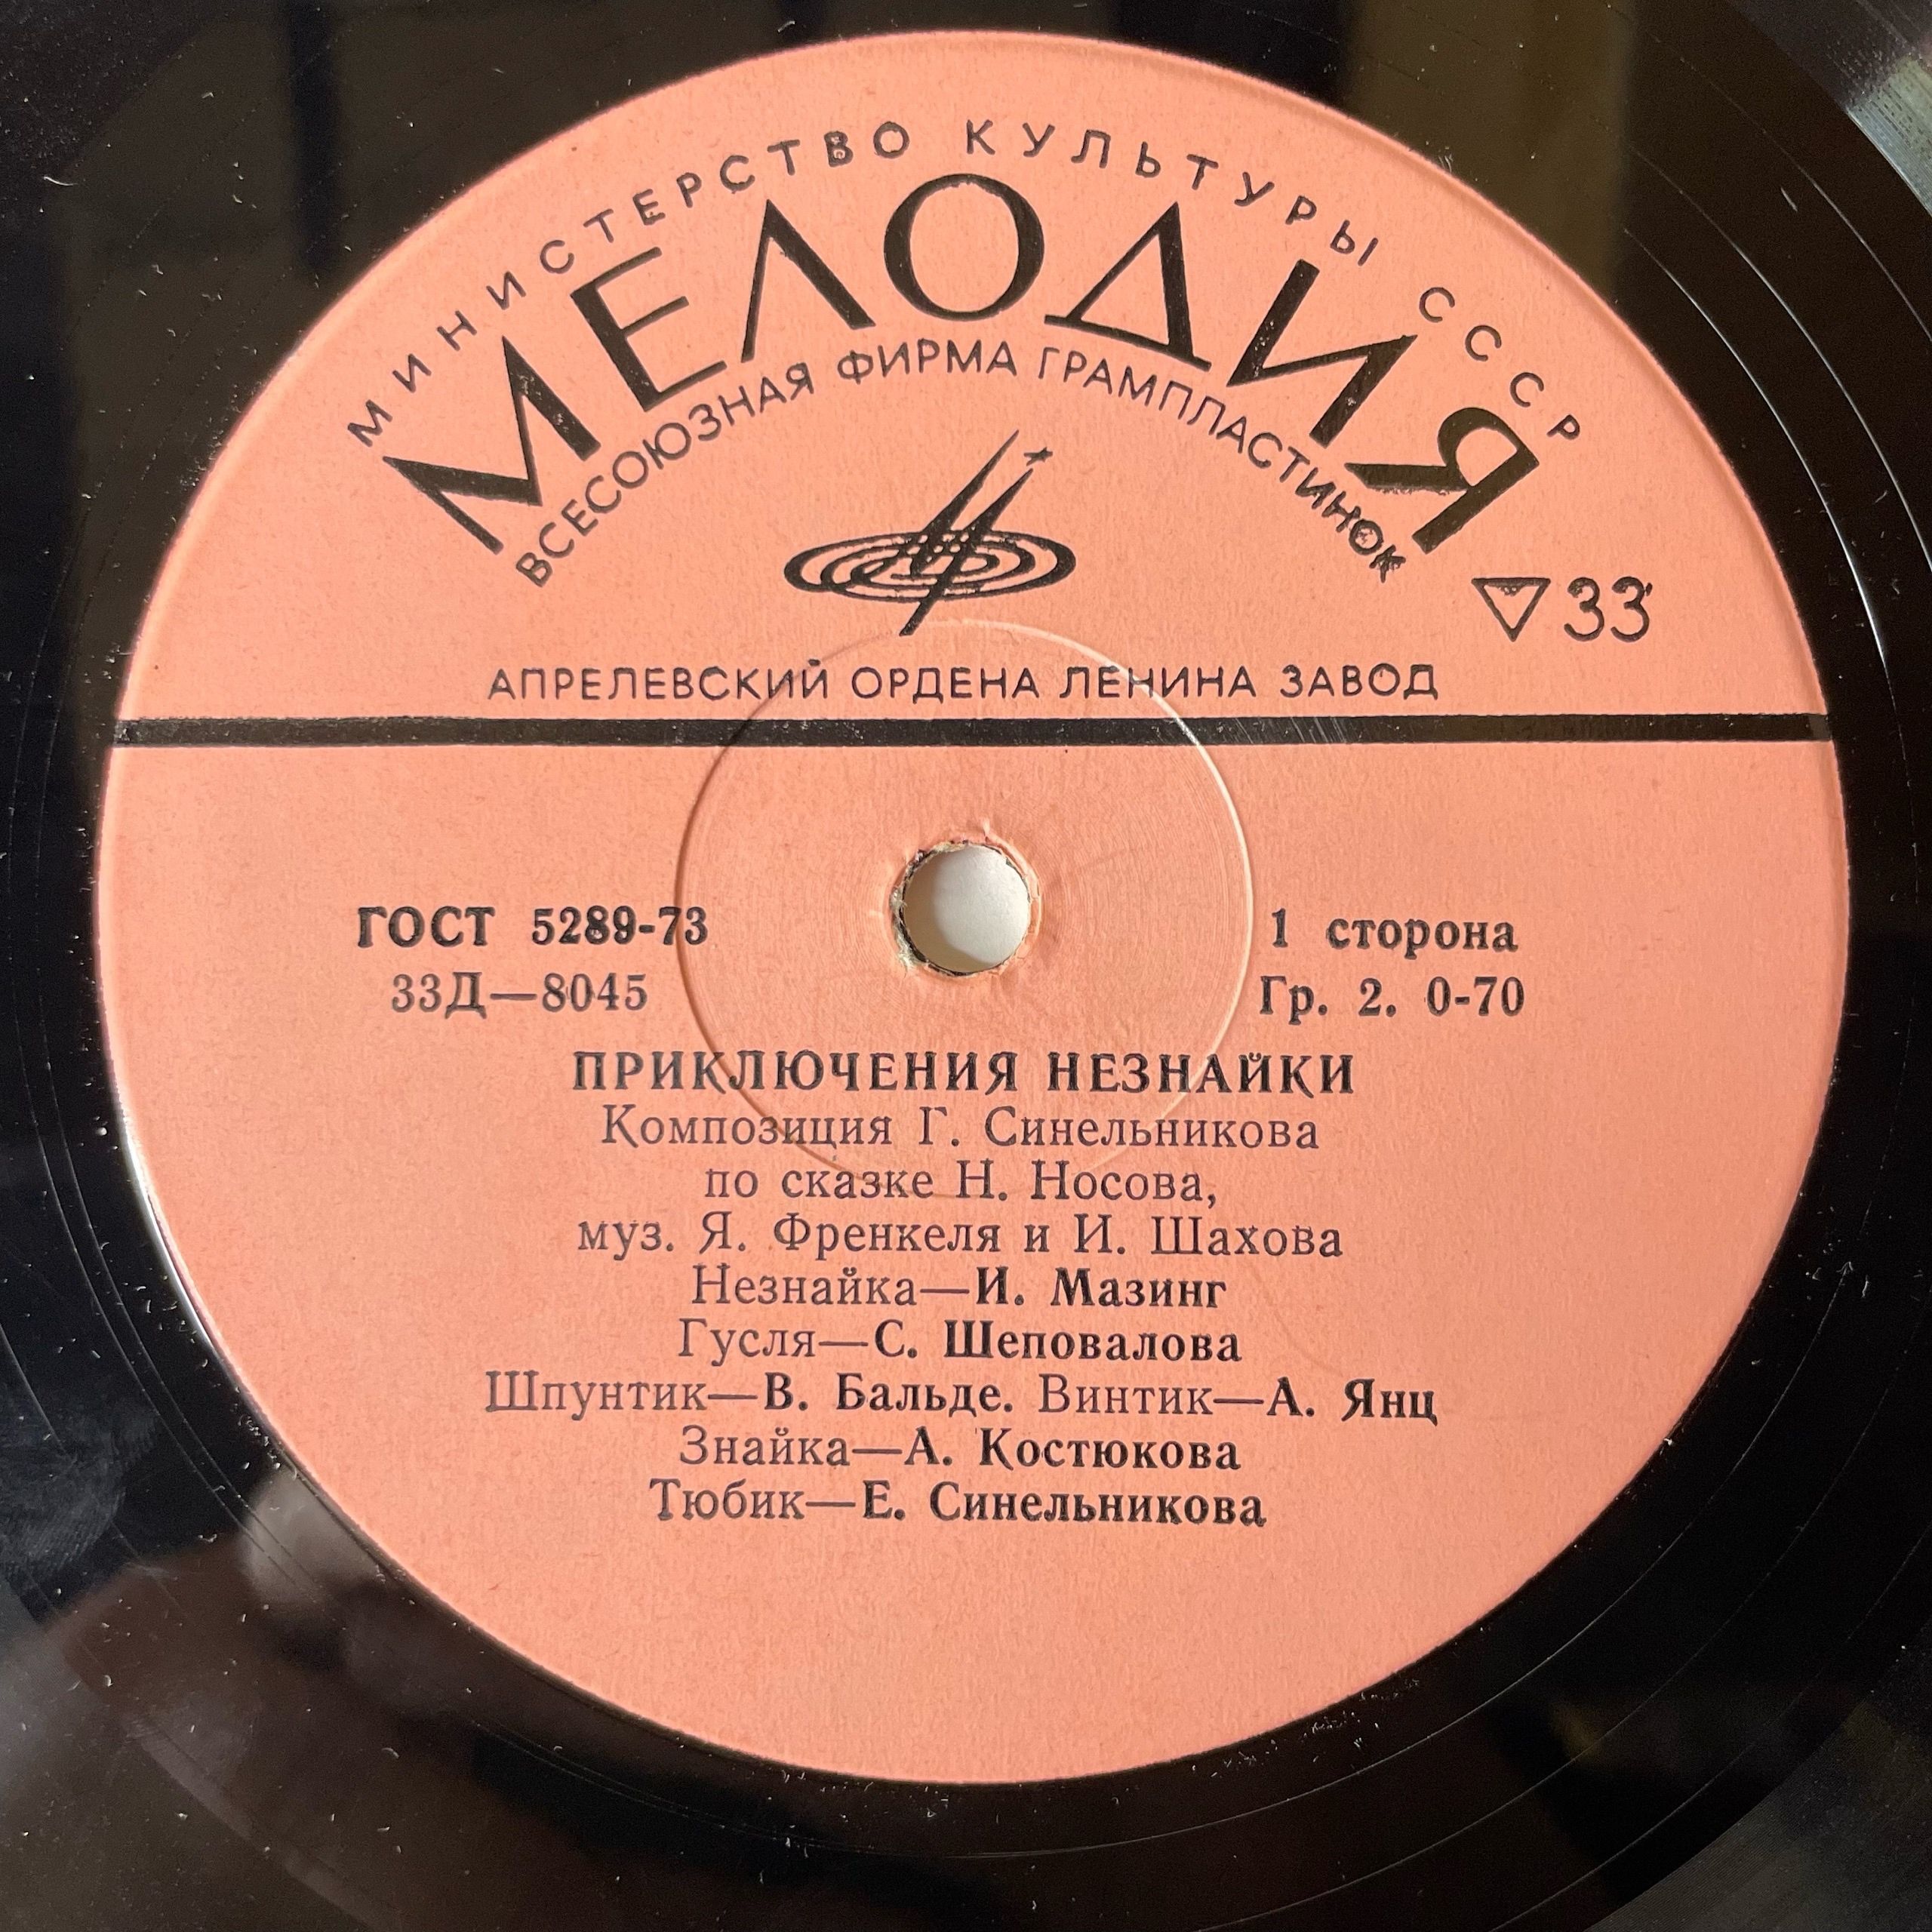 МИНИСТЕРСТВО КУЛЬТУРЫ СССР
МЕЛОДИЯ
ВСЕСОЮЗНАЯ ФИРМА ГРАМПЛАСТИНОК
33
АПРЕЛЕВСКИЙ ОРДЕНА ЛЕНИНА ЗАВОД
ГОСТ 5289-73
33Д—8045
1 сторона
Гр. 2. 0-70
ПРИКЛЮЧЕНИЯ НЕЗНАЙКИ
Композиция Г. Синельникова
по сказке Н. Носова,
муз. Я. Френкеля и И. Шахова
Незнайка—И. Мазинг
Гусля—С. Шеповалова
Шпунтик—В. Бальде. Винтик—А. Янц
Знайка—А. Костюкова
Тюбик—Е. Синельникова